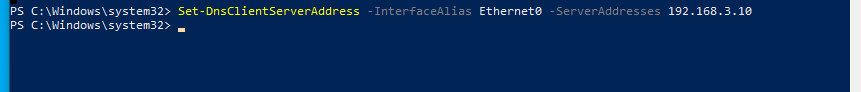 PS C:\Windows\system32> Set-DnsClientServerAddress -InterfaceAlias Ethernet0 -ServerAddresses 192.168.3.10
PS C:\Windows\system32>